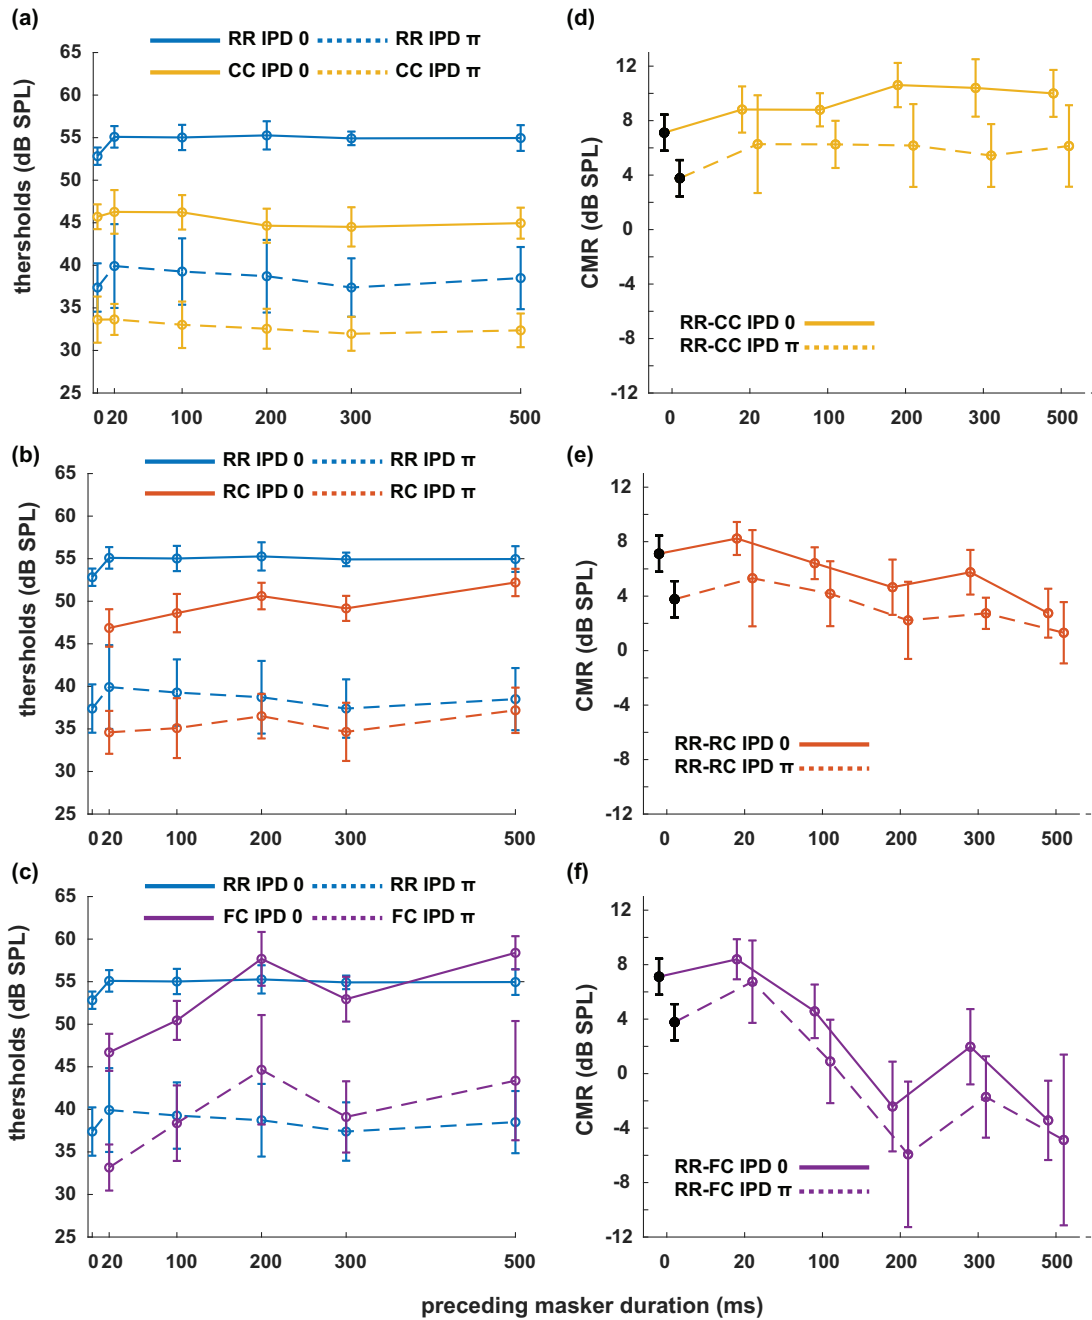 (a)
RR IPD 0 RR IPD π
CC IPD 0 CC IPD π
thersholds (dB SPL)
65
60
55
50
45
40
35
30
25
0 20 100 200 300 500
(d)
CMR (dB SPL)
12
8
4
0
-4
-8
-12
RR-CC IPD 0
RR-CC IPD π
0 20 100 200 300 500
(b)
RR IPD 0 RR IPD π
RC IPD 0 RC IPD π
thersholds (dB SPL)
65
60
55
50
45
40
35
30
25
0 20 100 200 300 500
(e)
CMR (dB SPL)
12
8
4
0
-4
-8
-12
RR-RC IPD 0
RR-RC IPD π
0 20 100 200 300 500
(c)
RR IPD 0 RR IPD π
FC IPD 0 FC IPD π
thersholds (dB SPL)
65
60
55
50
45
40
35
30
25
0 20 100 200 300 500
(f)
CMR (dB SPL)
12
8
4
0
-4
-8
-12
RR-FC IPD 0
RR-FC IPD π
0 20 100 200 300 500
preceding masker duration (ms)